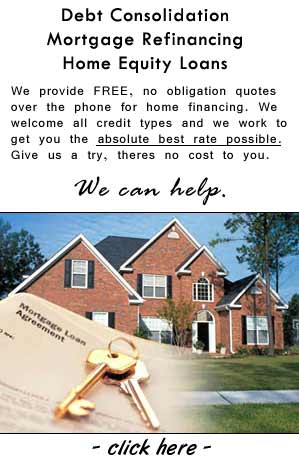 Debt Consolidation
Mortgage Refinancing
Home Equity Loans
We provide FREE, no obligation quotes
over the phone for home financing. We
welcome all credit types and we work to
get you the absolute best rate possible.
Give us a try, theres no cost to you.
We can help.
Mortgage Loan
Agreement
- click here -